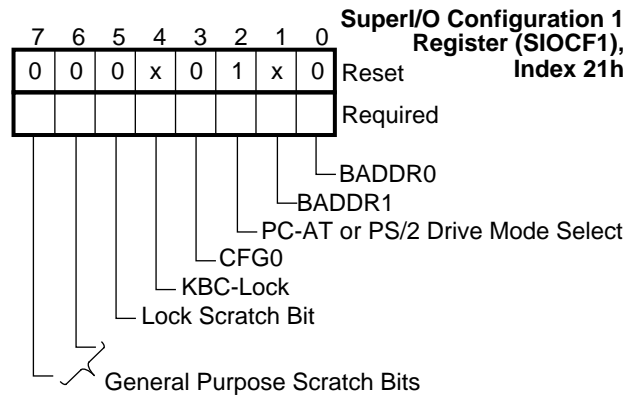 SuperI/O Configuration 1
Register (SIOCF1),
Index 21h
7 6 5 4 3 2 1 0
0 0 0 x 0 1 x 0 Reset
Required
BADDR0
BADDR1
PC-AT or PS/2 Drive Mode Select
CFG0
KBC-Lock
Lock Scratch Bit
General Purpose Scratch Bits